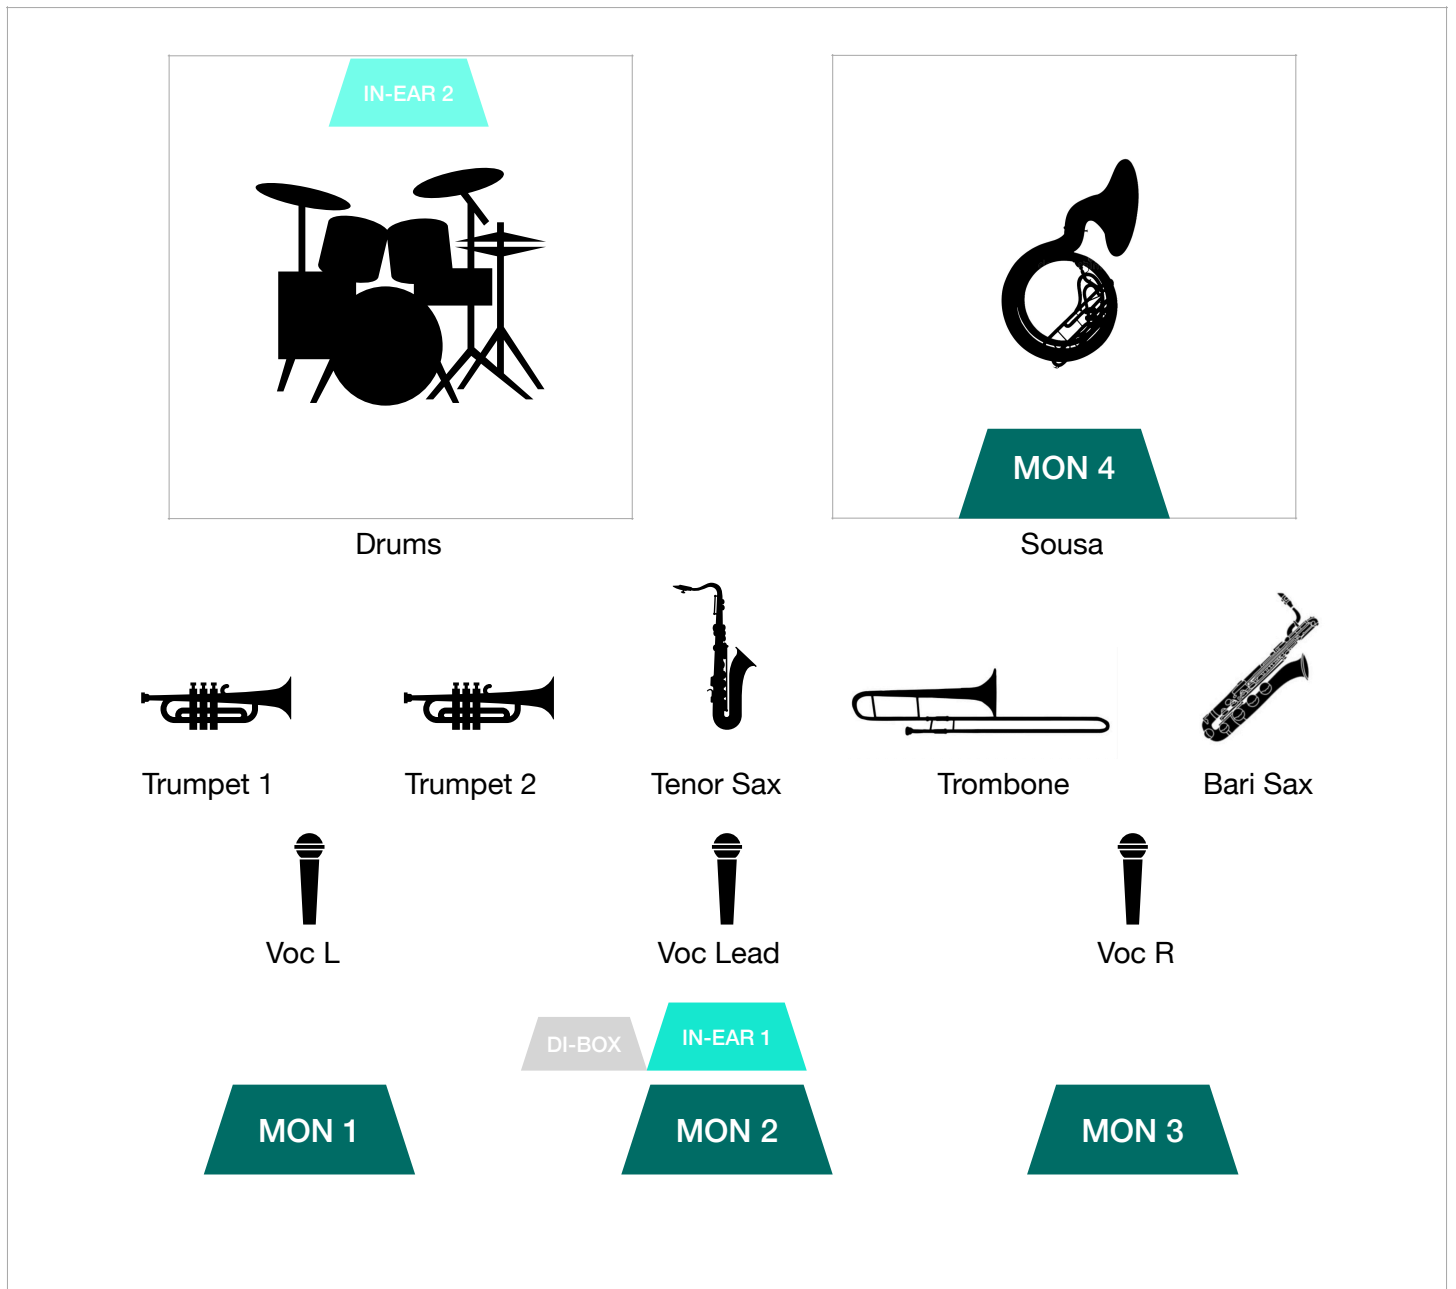 IN-EAR 2
MON 4
Drums
Sousa
Trumpet 1
Trumpet 2
Tenor Sax
Trombone
Bari Sax
Voc L
Voc Lead
Voc R
DI-BOX
IN-EAR 1
MON 1
MON 2
MON 3